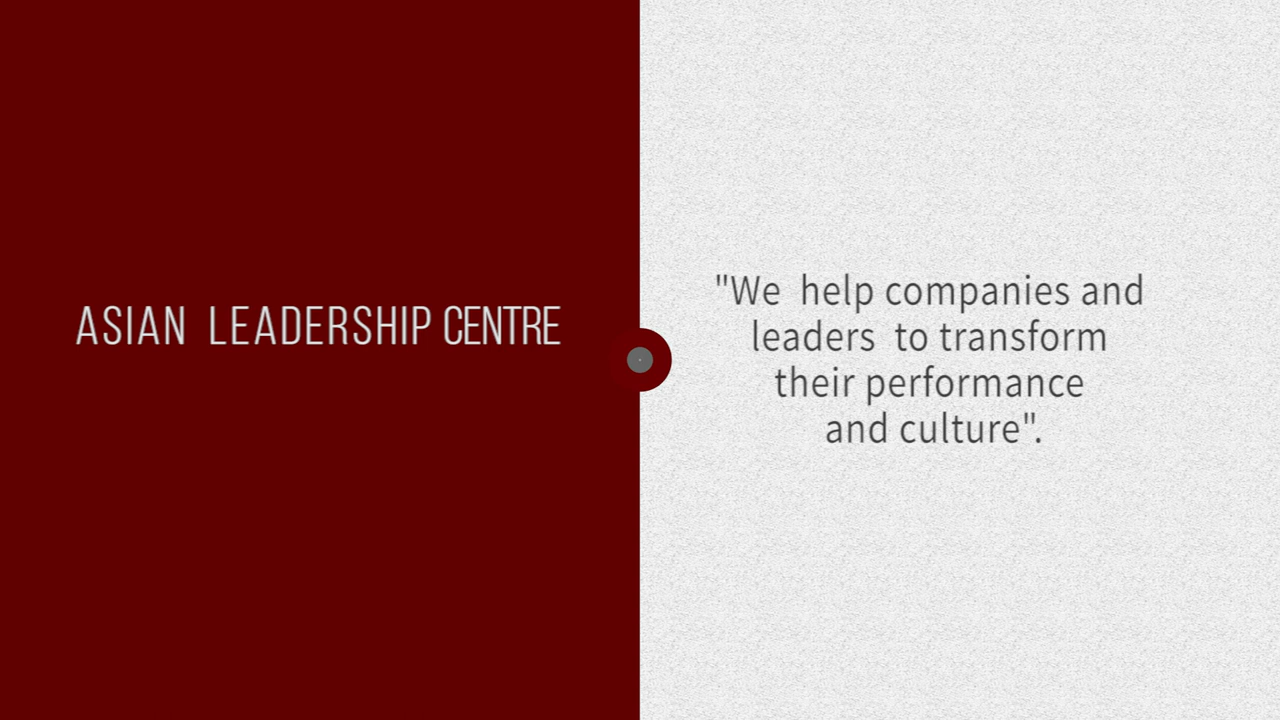 ASIAN LEADERSHIP CENTRE
"We help companies and
leaders to transform
their performance
and culture".